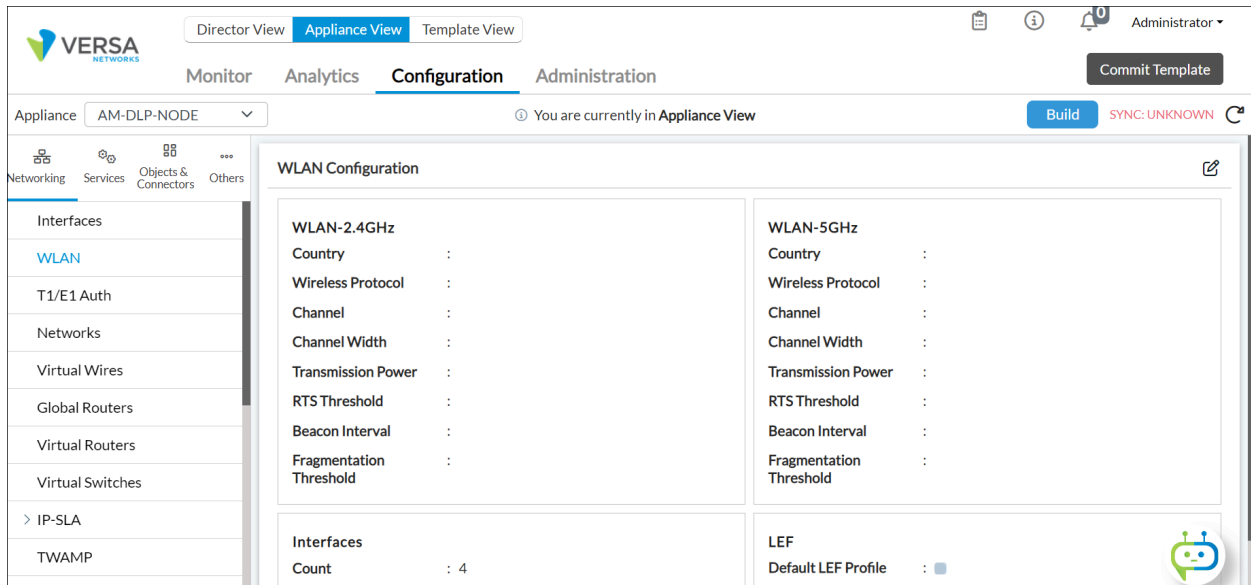 Director View Appliance View Template View
0
Administrator
VERSA
NETWORKS
Monitor Analytics Configuration Administration
Commit Template
Appliance AM-DLP-NODE
You are currently in Appliance View
Build SYNC: UNKNOWN
Networking Services Objects & Connectors Others
Interfaces
WLAN
T1/E1 Auth
Networks
Virtual Wires
Global Routers
Virtual Routers
Virtual Switches
IP-SLA
TWAMP
WLAN Configuration
WLAN-2.4GHz
Country :
Wireless Protocol :
Channel :
Channel Width :
Transmission Power :
RTS Threshold :
Beacon Interval :
Fragmentation :
Threshold
WLAN-5GHz
Country :
Wireless Protocol :
Channel :
Channel Width :
Transmission Power :
RTS Threshold :
Beacon Interval :
Fragmentation :
Threshold
Interfaces
Count : 4
LEF
Default LEF Profile :